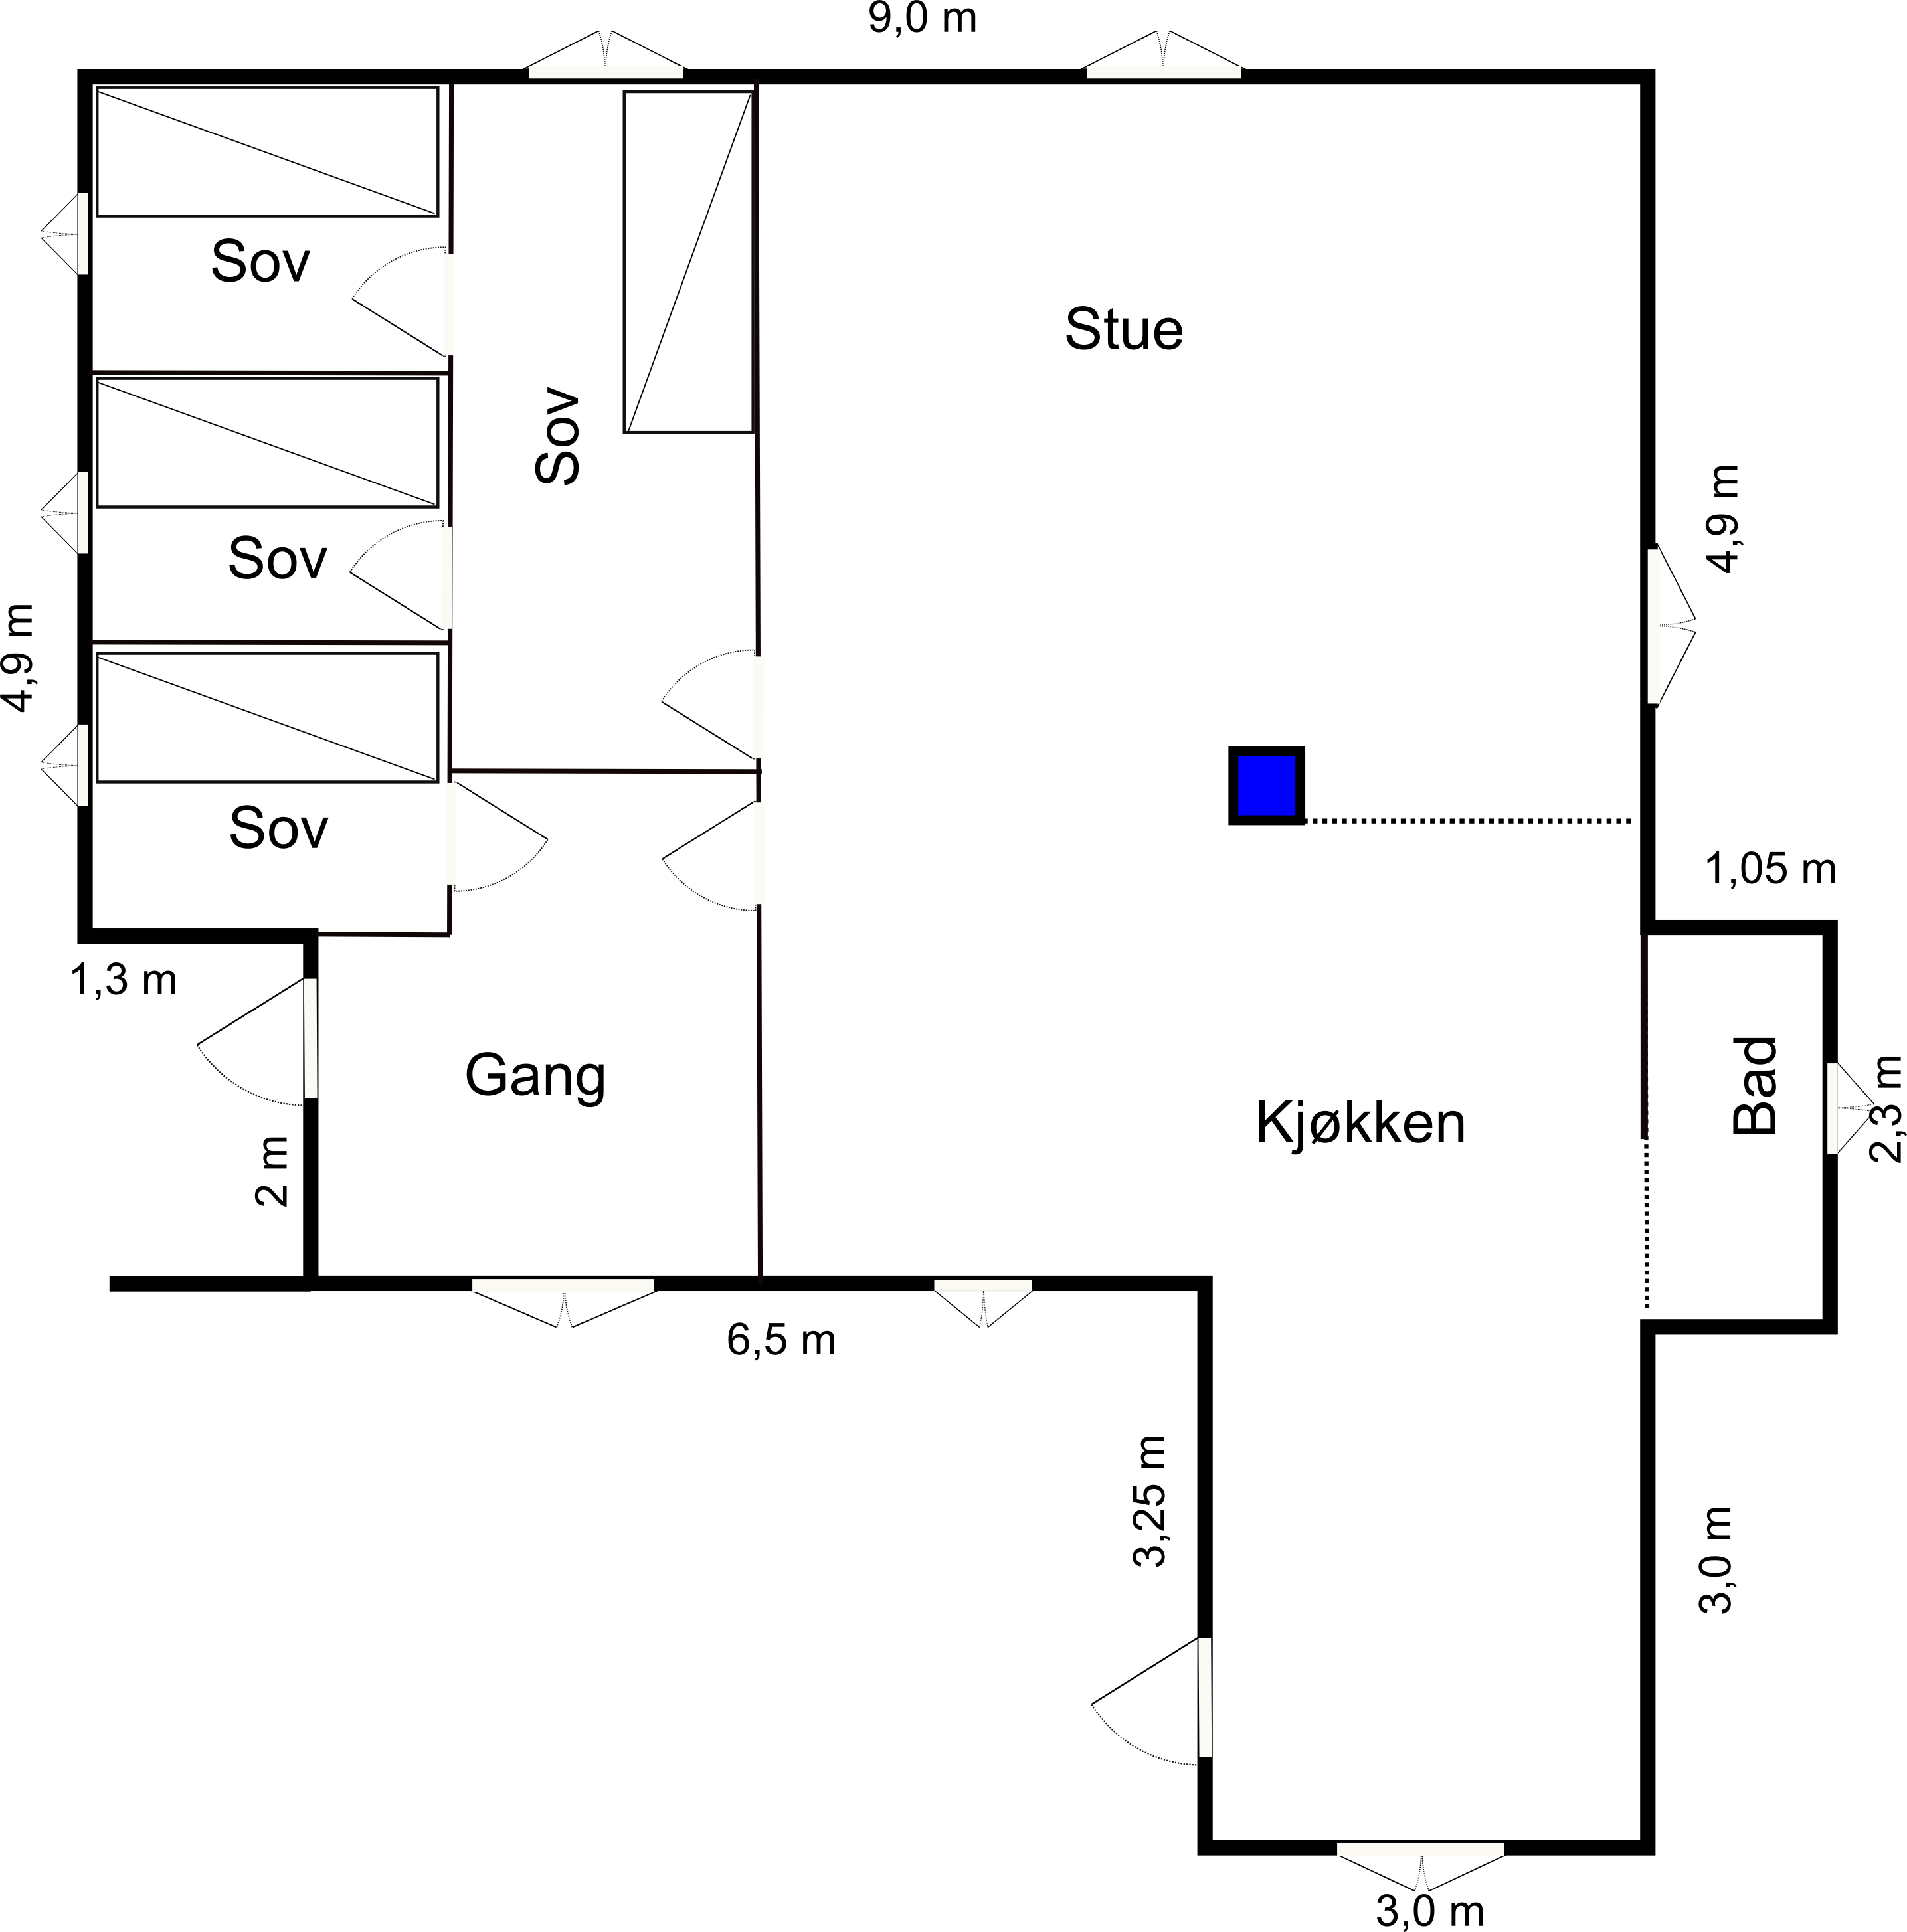 9,0 m
Sov
Stue
Sov
4,9 m
Sov
4,9 m
Sov
1,05 m
1,3 m
Gang
Kjøkken
Bad
2,3 m
2 m
6,5 m
3,25 m
3,0 m
3,0 m